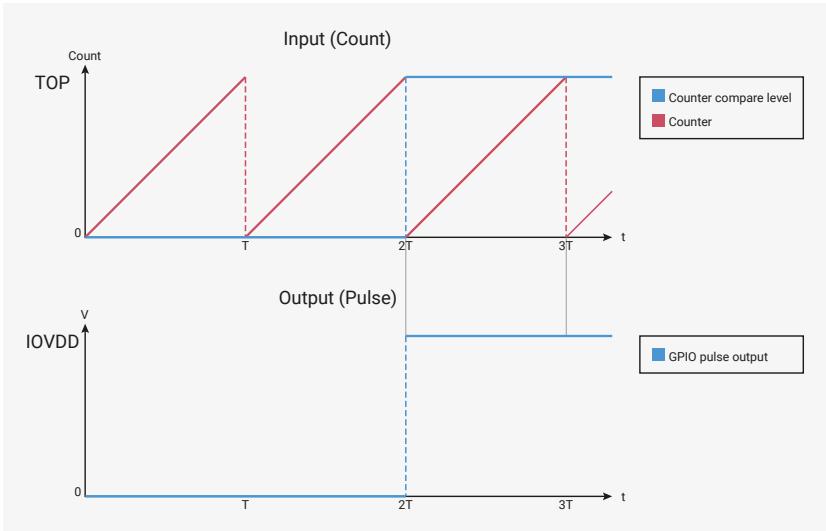 Input (Count)
Count
TOP
0
T
2T
3T
t
Counter compare level
Counter
Output (Pulse)
V
IOVDD
0
T
2T
3T
t
GPIO pulse output